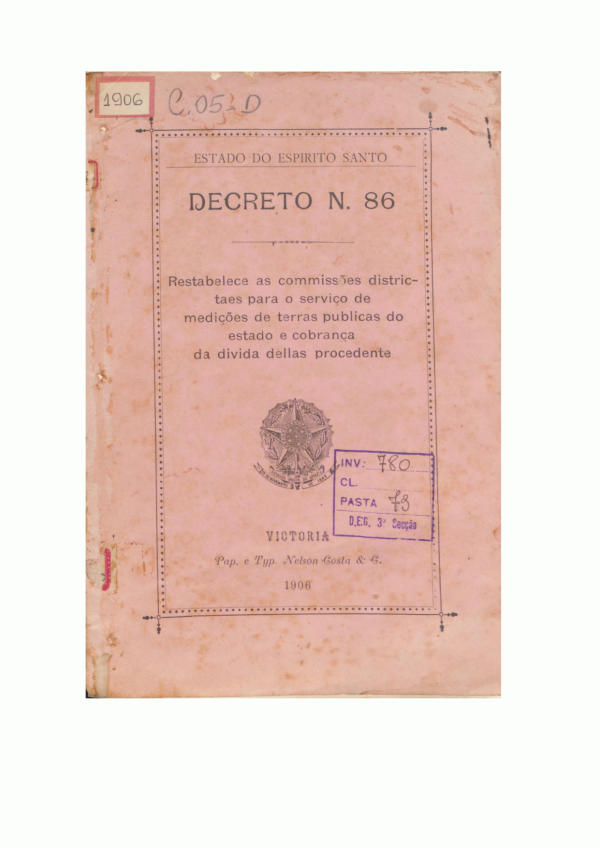 1906
C.05-D
ESTADO DO ESPIRITO SANTO
DECRETO N. 86
Restabelece as commissões distric-
taes para o serviço de
medições de terras publicas do
estado e cobrança
da divida dellas procedente
INV: 780
CL.
PASTA 79
D.E.G. 3ª Secção
VICTORIA
Pap. e Typ. Nelson Costa & C.
1906